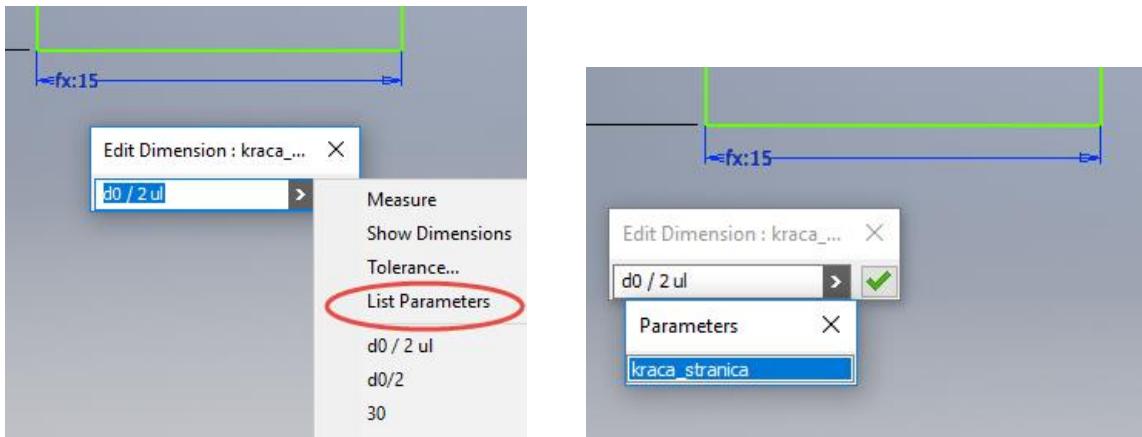 fx:15
Edit Dimension : kraca_...
d0 / 2 ul
Measure
Show Dimensions
Tolerance...
List Parameters
d0 / 2 ul
d0/2
30
fx:15
Edit Dimension : kraca_...
d0 / 2 ul
Parameters
kraca_stranica